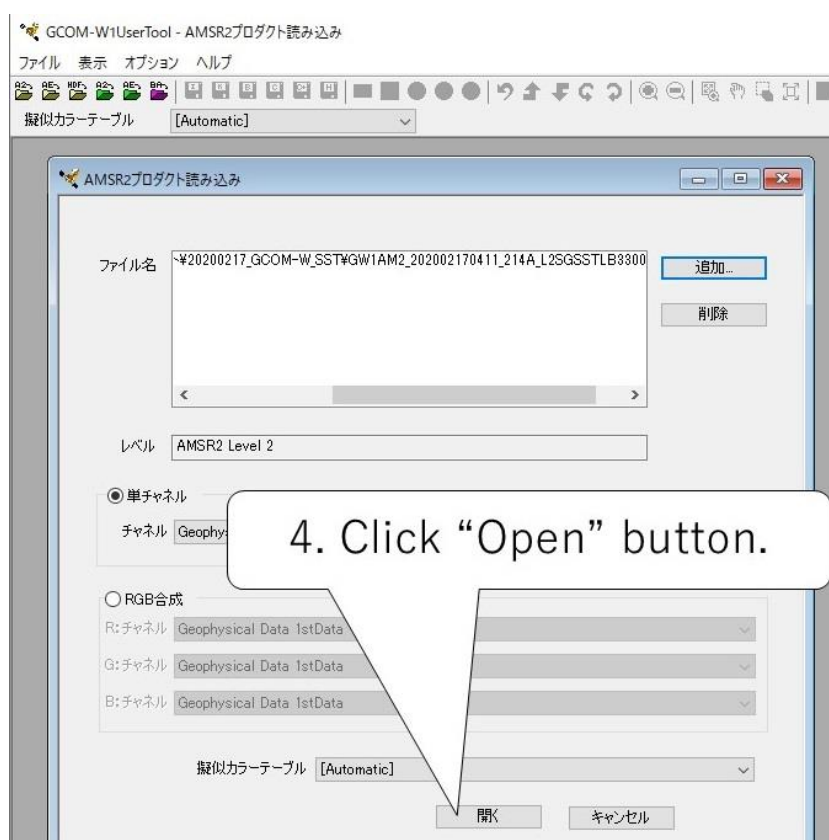 GCOM-W1UserTool - AMSR2プロダクト読み込み
ファイル 表示 オプション ヘルプ
擬似カラーテーブル [Automatic]
AMSR2プロダクト読み込み
ファイル名 ~¥20200217_GCOM-W_SST¥GW1AM2_202002170411_214A_L2SGSSTLB3300 追加...
削除
レベル AMSR2 Level 2
単チャネル
チャネル Geophy
4. Click “Open” button.
RGB合成
R:チャネル Geophysical Data 1stData
G:チャネル Geophysical Data 1stData
B:チャネル Geophysical Data 1stData
擬似カラーテーブル [Automatic]
開く キャンセル